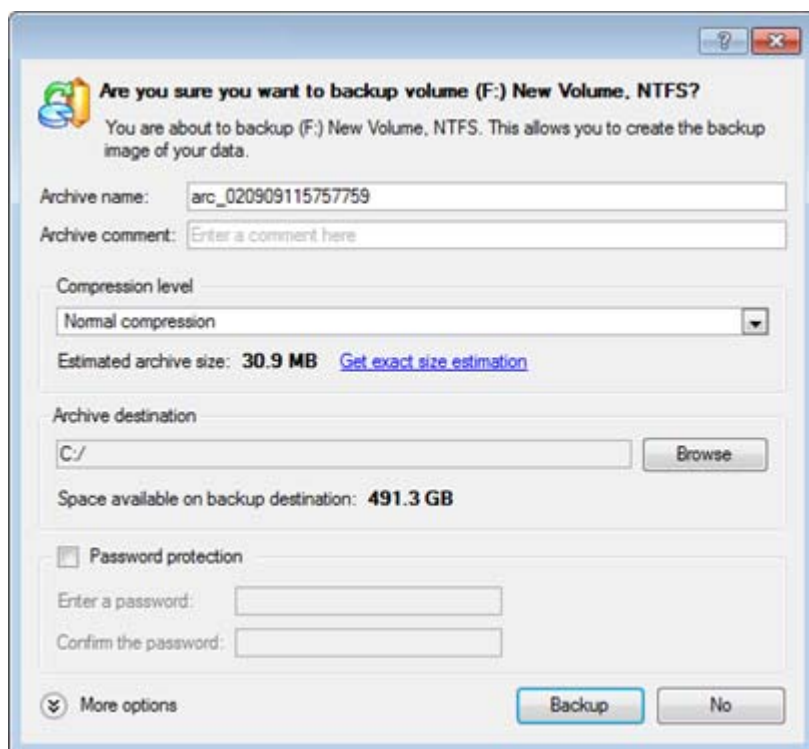 Are you sure you want to backup volume (F:) New Volume, NTFS?
You are about to backup (F:) New Volume, NTFS. This allows you to create the backup
image of your data.
Archive name: arc_020909115757759
Archive comment: Enter a comment here
Compression level
Normal compression
Estimated archive size: 30.9 MB Get exact size estimation
Archive destination
C:/ Browse
Space available on backup destination: 491.3 GB
Password protection
Enter a password:
Confirm the password:
More options Backup No